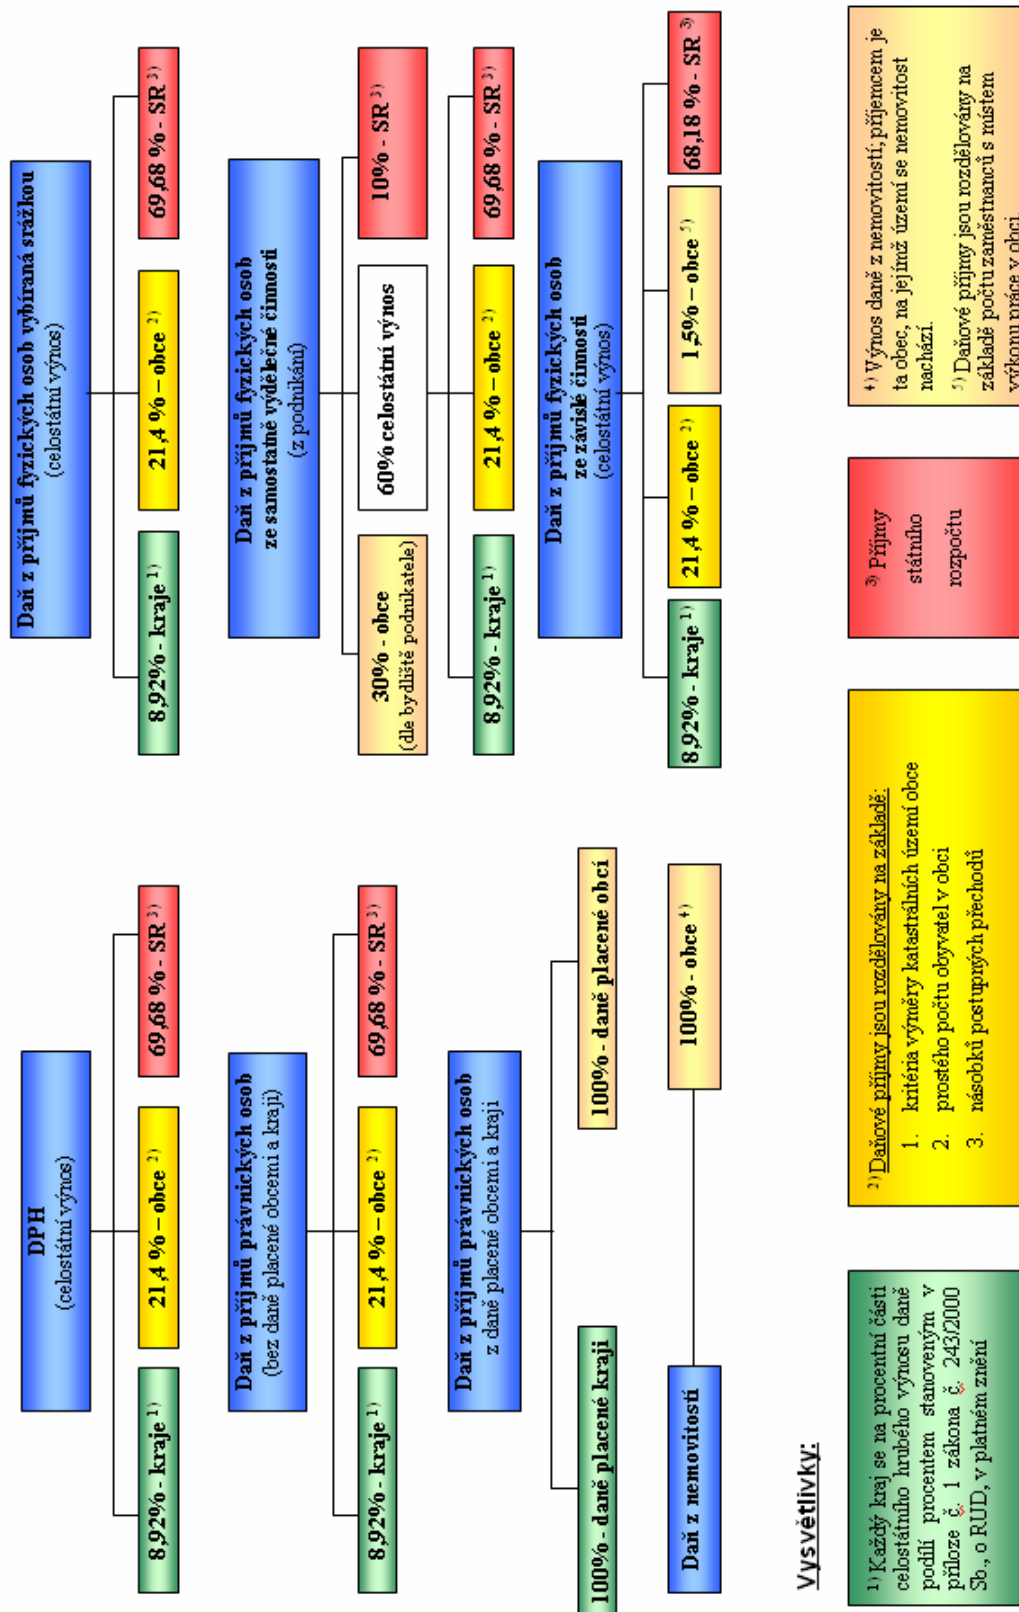 DPH
(celostátní výnos)
8,92% - kraje 1)
21,4 % – obce 2)
69,68 % - SR 3)
Daň z příjmů právnických osob
(bez daně placené obcemi a kraji)
8,92% - kraje 1)
21,4 % – obce 2)
69,68 % - SR 3)
Daň z příjmů právnických osob
z daně placené obcemi a kraji
100% - daně placené kraji
100% - daně placené obcí
Daň z nemovitostí
100% - obce 4)
Daň z příjmů fyzických osob vybíraná srážkou
(celostátní výnos)
8,92% - kraje 1)
21,4 % – obce 2)
69,68 % - SR 3)
Daň z příjmů fyzických osob
ze samostatně výdělečné činnosti
(z podnikání)
30% - obce
(dle bydliště podnikatele)
60% celostátní výnos
10% - SR 3)
8,92% - kraje 1)
21,4 % – obce 2)
69,68 % - SR 3)
Daň z příjmů fyzických osob
ze závislé činnosti
(celostátní výnos)
8,92% - kraje 1)
21,4 % – obce 2)
1,5% – obce 5)
68,18 % - SR 3)
Vysvětlivky:
1) Každý kraj se na procentní části
celostátního hrubého výnosu daně
podílí procentem stanoveným v
příloze č. 1 zákona č. 243/2000
Sb., o RUD, v platném znění
2) Daňové příjmy jsou rozdělovány na základě:
1. kritéria výměry katastrálních území obce
2. prostého počtu obyvatel v obci
3. násobků postupných přechodů
3) Příjmy
státního
rozpočtu
4) Výnos daně z nemovitostí; příjemcem je
ta obec, na jejímž území se nemovitost
nachází.
5) Daňové příjmy jsou rozdělovány na
základě počtu zaměstnanců s místem
výkonu práce v obci.